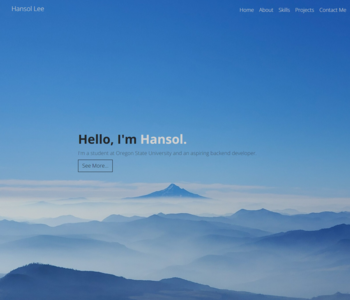 Hansol Lee
Home About Skills Projects Contact Me
Hello, I'm Hansol.
I'm a student at Oregon State University and an aspiring backend developer.
See More...